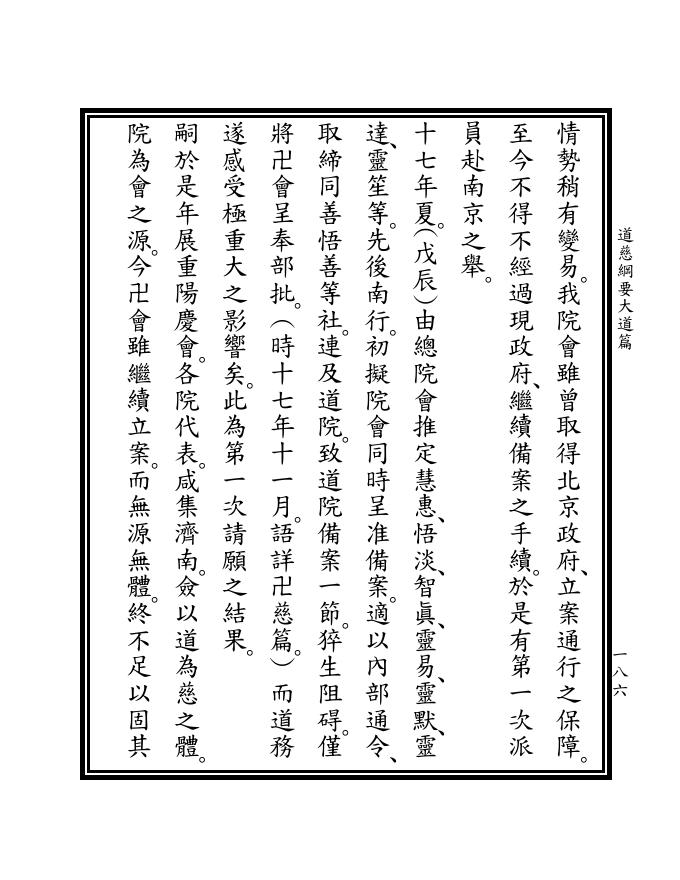 道慈綱要大道篇
一八六
情勢稍有變易。我院會雖曾取得北京政府、立案通行之保障。
至今不得不經過現政府、繼續備案之手續。於是有第一次派
員赴南京之舉。
十七年夏。(戊辰)由總院會推定慧惠、悟淡、智眞、靈易、靈默、靈
達、靈笙等。先後南行。初擬院會同時呈准備案。適以內部通令、
取締同善悟善等社。連及道院。致道院備案一節。猝生阻碍。僅
將卍會呈奉部批。(時十七年十一月。語詳卍慈篇。)而道務
遂感受極重大之影響矣。此為第一次請願之結果。
嗣於是年展重陽慶會。各院代表。咸集濟南。僉以道為慈之體。
院為會之源。今卍會雖繼續立案。而無源無體。終不足以固其